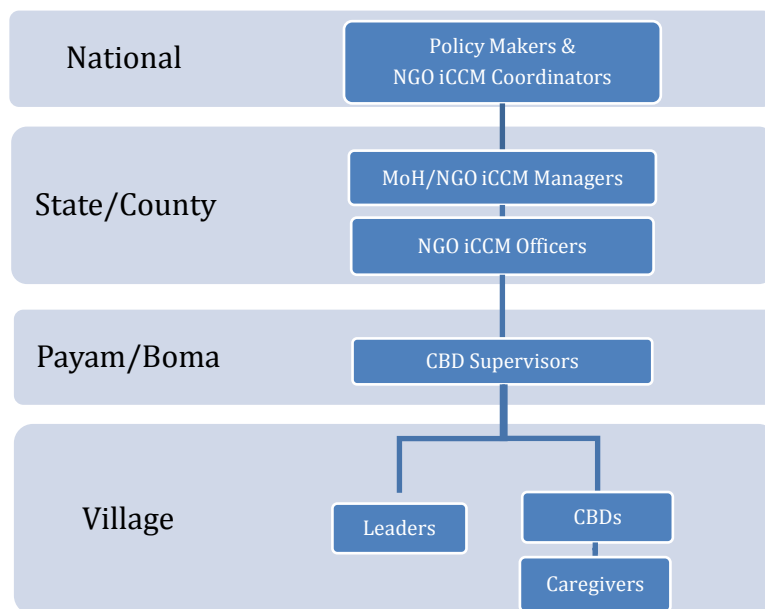 National
Policy Makers &
NGO iCCM Coordinators
State/County
MoH/NGO iCCM Managers
NGO iCCM Officers
Payam/Boma
CBD Supervisors
Village
Leaders
CBDs
Caregivers